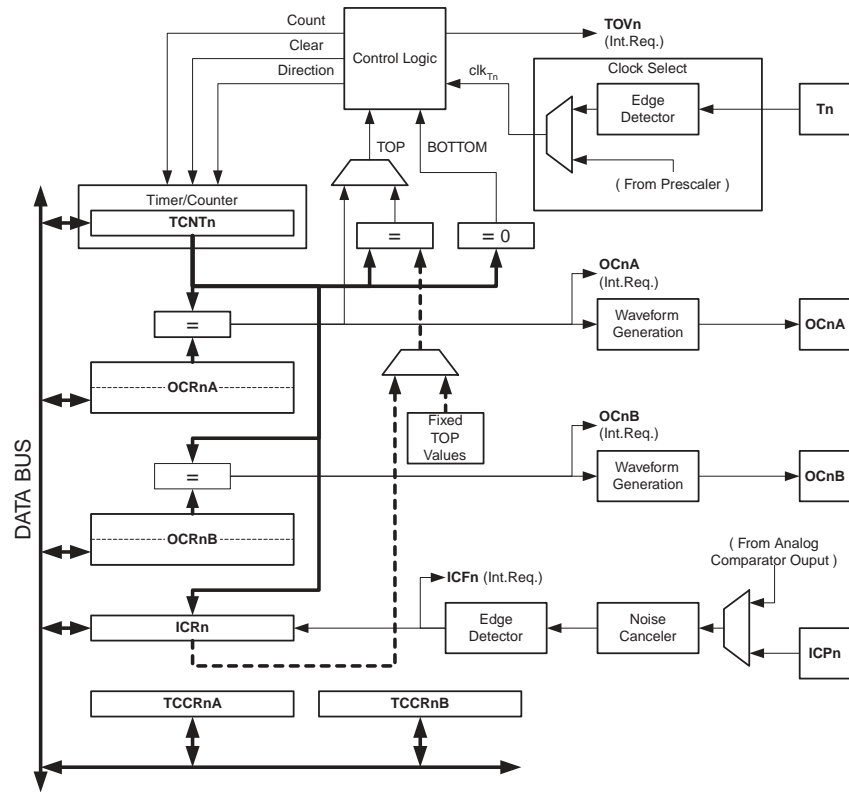 Count
Clear
Direction
Control Logic
TOVn
(Int.Req.)
clkTn
Clock Select
Edge
Detector
Tn
TOP
BOTTOM
( From Prescaler )
Timer/Counter
TCNTn
=
= 0
OCnA
(Int.Req.)
=
Waveform
Generation
OCnA
OCRnA
Fixed
TOP
Values
OCnB
(Int.Req.)
=
Waveform
Generation
OCnB
DATA BUS
OCRnB
( From Analog
Comparator Ouput )
ICFn (Int.Req.)
ICRn
Edge
Detector
Noise
Canceler
ICPn
TCCRnA
TCCRnB